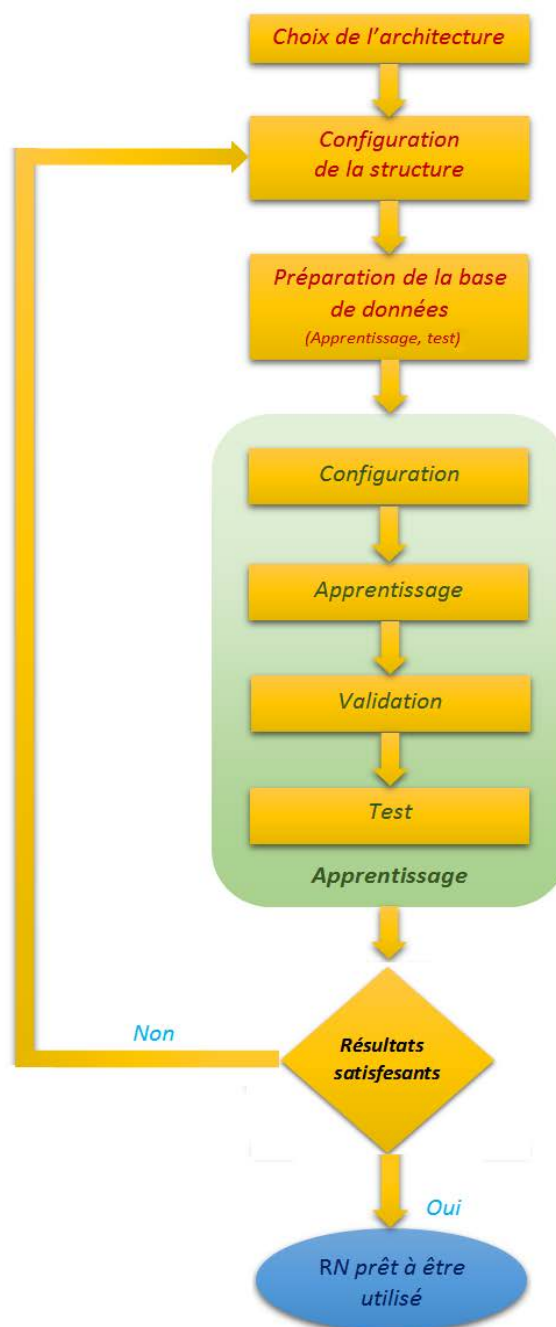 Choix de l'architecture
Configuration
de la structure
Préparation de la base
de données
(Apprentissage, test)
Configuration
Apprentissage
Validation
Test
Apprentissage
Résultats
satisfesants
Non
Oui
RN prêt à être
utilisé